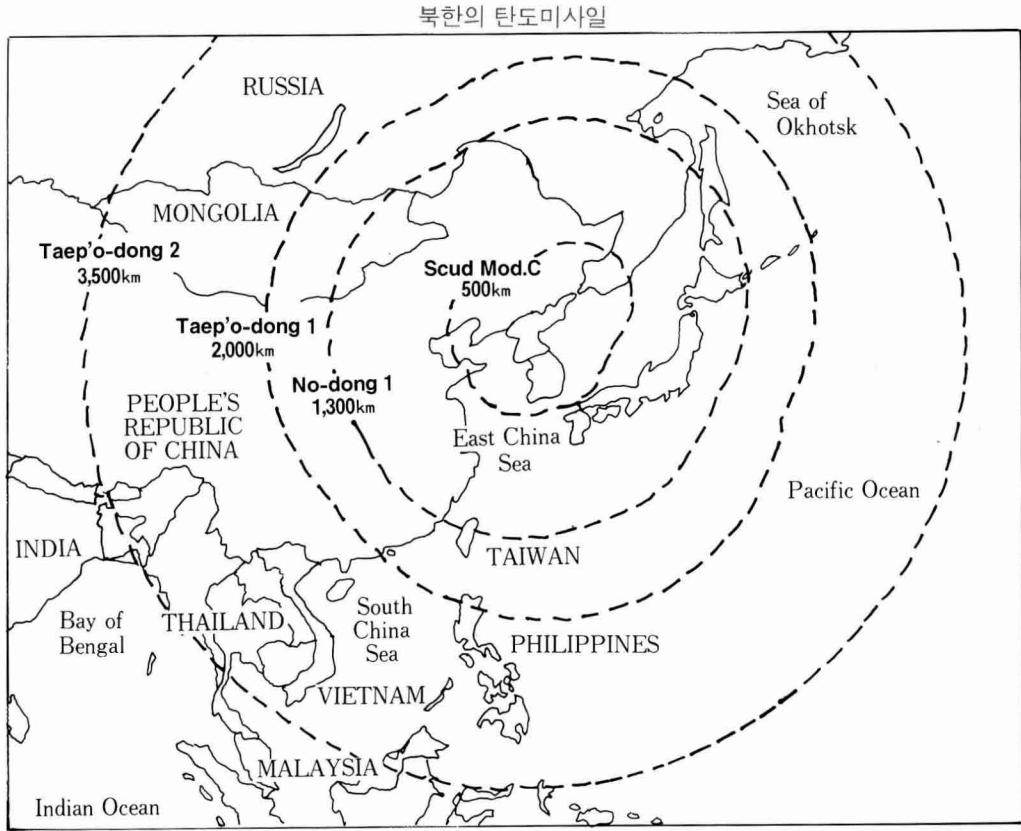 북한의 탄도미사일
RUSSIA
Sea of
Okhotsk
MONGOLIA
Taep'o-dong 2
3,500km
Scud Mod.C
500km
Taep'o-dong 1
2,000km
No-dong 1
1,300km
PEOPLE'S
REPUBLIC
OF CHINA
East China
Sea
Pacific Ocean
INDIA
TAIWAN
Bay of
Bengal
THAILAND
South
China
Sea
PHILIPPINES
VIETNAM
MALAYSIA
Indian Ocean